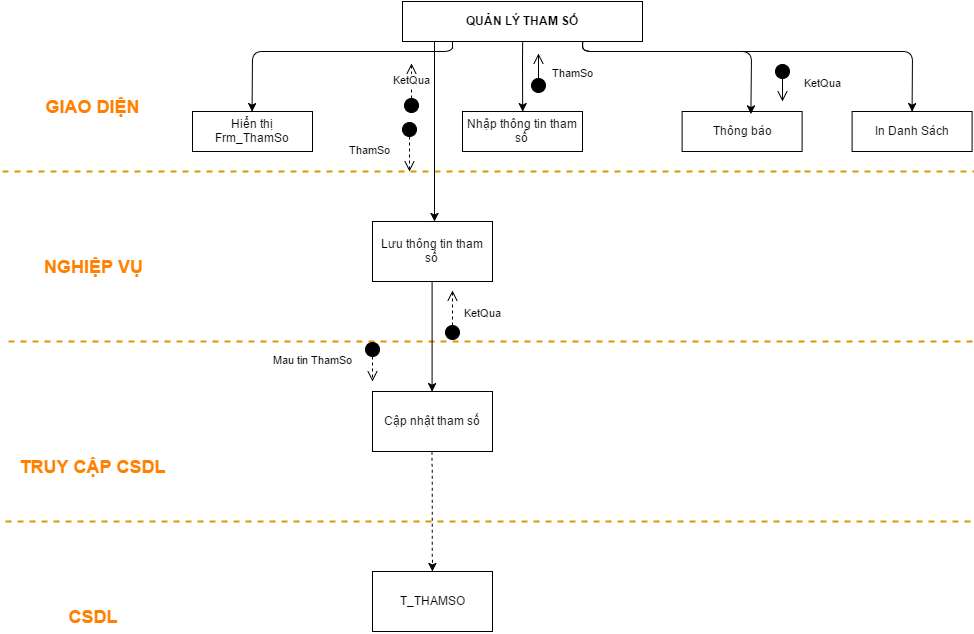 QUẢN LÝ THAM SỐ
KetQua
ThamSo
KetQua
GIAO DIỆN
Hiển thị
Frm_ThamSo
Nhập thông tin tham
số
Thông báo
In Danh Sách
ThamSo
Lưu thông tin tham
số
NGHIỆP VỤ
KetQua
Mau tin ThamSo
Cập nhật tham số
TRUY CẬP CSDL
T_THAMSO
CSDL